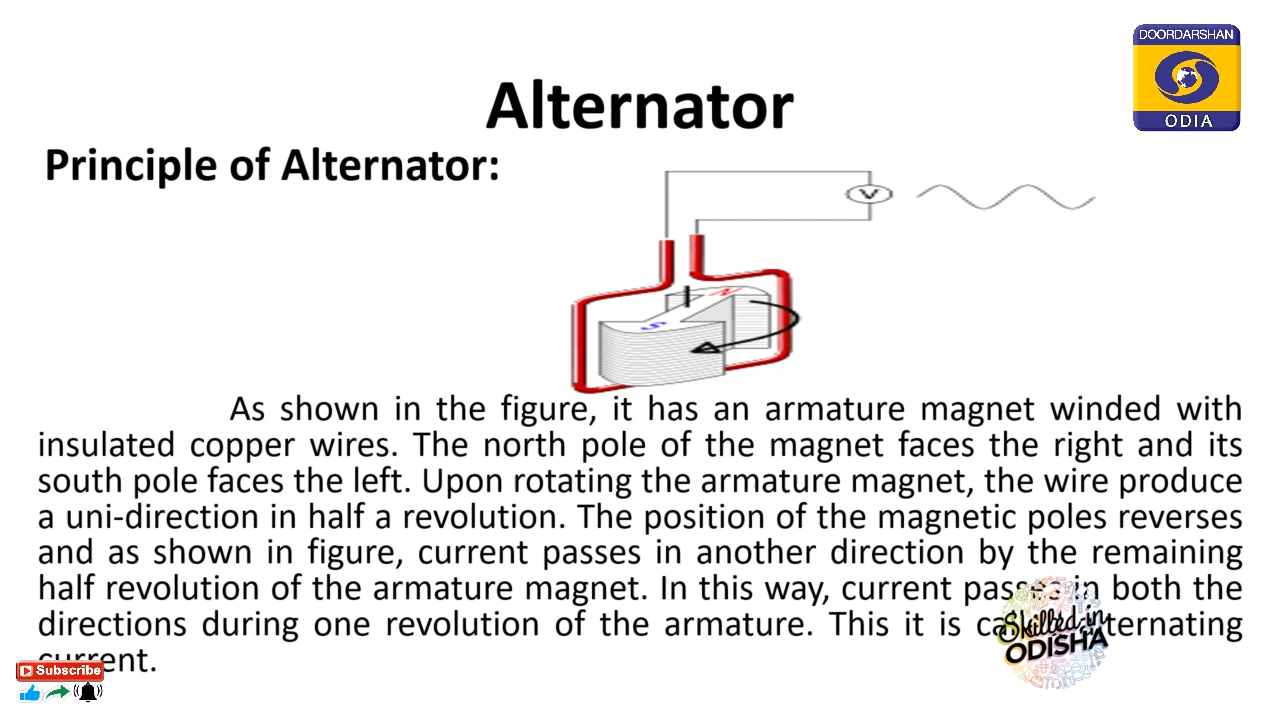 DOORDARSHAN
ODIA
Alternator
Principle of Alternator:
V
N
S
As shown in the figure, it has an armature magnet winded with
insulated copper wires. The north pole of the magnet faces the right and its
south pole faces the left. Upon rotating the armature magnet, the wire produce
a uni-direction in half a revolution. The position of the magnetic poles reverses
and as shown in figure, current passes in another direction by the remaining
half revolution of the armature magnet. In this way, current passes in both the
directions during one revolution of the armature. This it is called alternating
current.
Skilled in
ODISHA
Subscribe